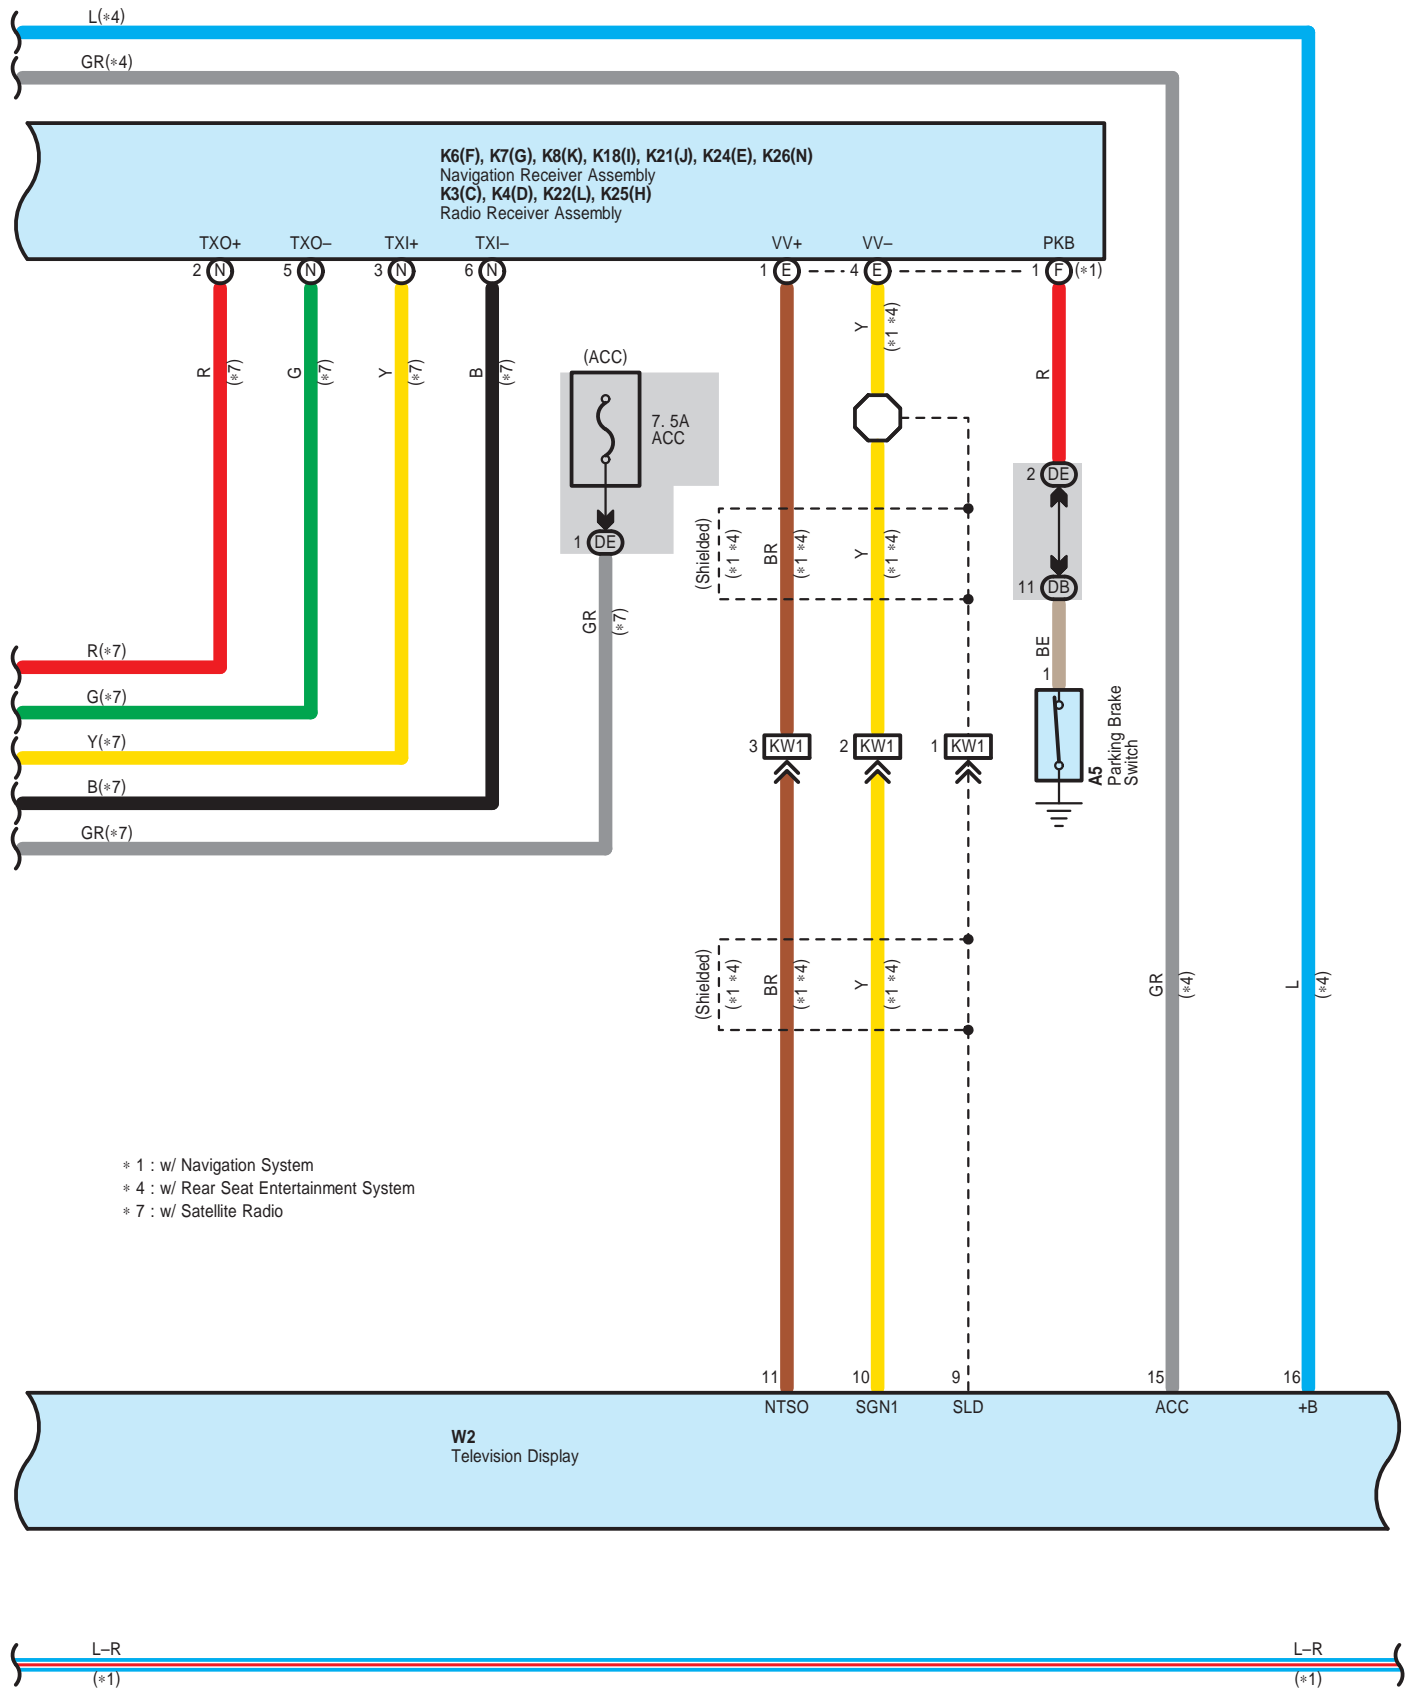 L(*4)
GR(*4)
K6(F), K7(G), K8(K), K18(I), K21(J), K24(E), K26(N)
Navigation Receiver Assembly
K3(C), K4(D), K22(L), K25(H)
Radio Receiver Assembly
TXO+ TXO– TXI+ TXI– VV+ VV– PKB
2 N 5 N 3 N 6 N 1 E 4 E 1 F (*1)
Y (*1 *4)
R (*7)
G (*7)
Y (*7)
B (*7)
R
(ACC)
7. 5A
ACC
2 DE
1 DE
(Shielded)
(*1 *4)
BR (*1 *4)
Y (*1 *4)
11 DB
GR (*7)
BE
1
R(*7)
G(*7)
Y(*7)
B(*7)
GR(*7)
3 KW1 2 KW1 1 KW1
A5
Parking Brake
Switch
(Shielded)
(*1 *4)
BR (*1 *4)
Y (*1 *4)
GR (*4)
L (*4)
* 1 : w/ Navigation System
* 4 : w/ Rear Seat Entertainment System
* 7 : w/ Satellite Radio
11 10 9 15 16
NTSO SGN1 SLD ACC +B
W2
Television Display
L–R L–R
(*1) (*1)